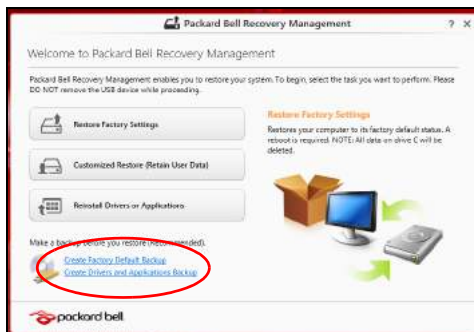 Packard Bell Recovery Management
? ×
Welcome to Packard Bell Recovery Management
Packard Bell Recovery Management enables you to restore your system. To begin, select the task you want to perform. Please
DO NOT remove the USB device while proceeding.
Restore Factory Settings
Customized Restore (Retain User Data)
Reinstall Drivers or Applications
Restore Factory Settings
Restores your computer to its factory default status. A
reboot is required. NOTE: All data on drive C will be
deleted.
Make a backup before you restore (Recommended).
Create Factory Default Backup
Create Drivers and Applications Backup
packard bell